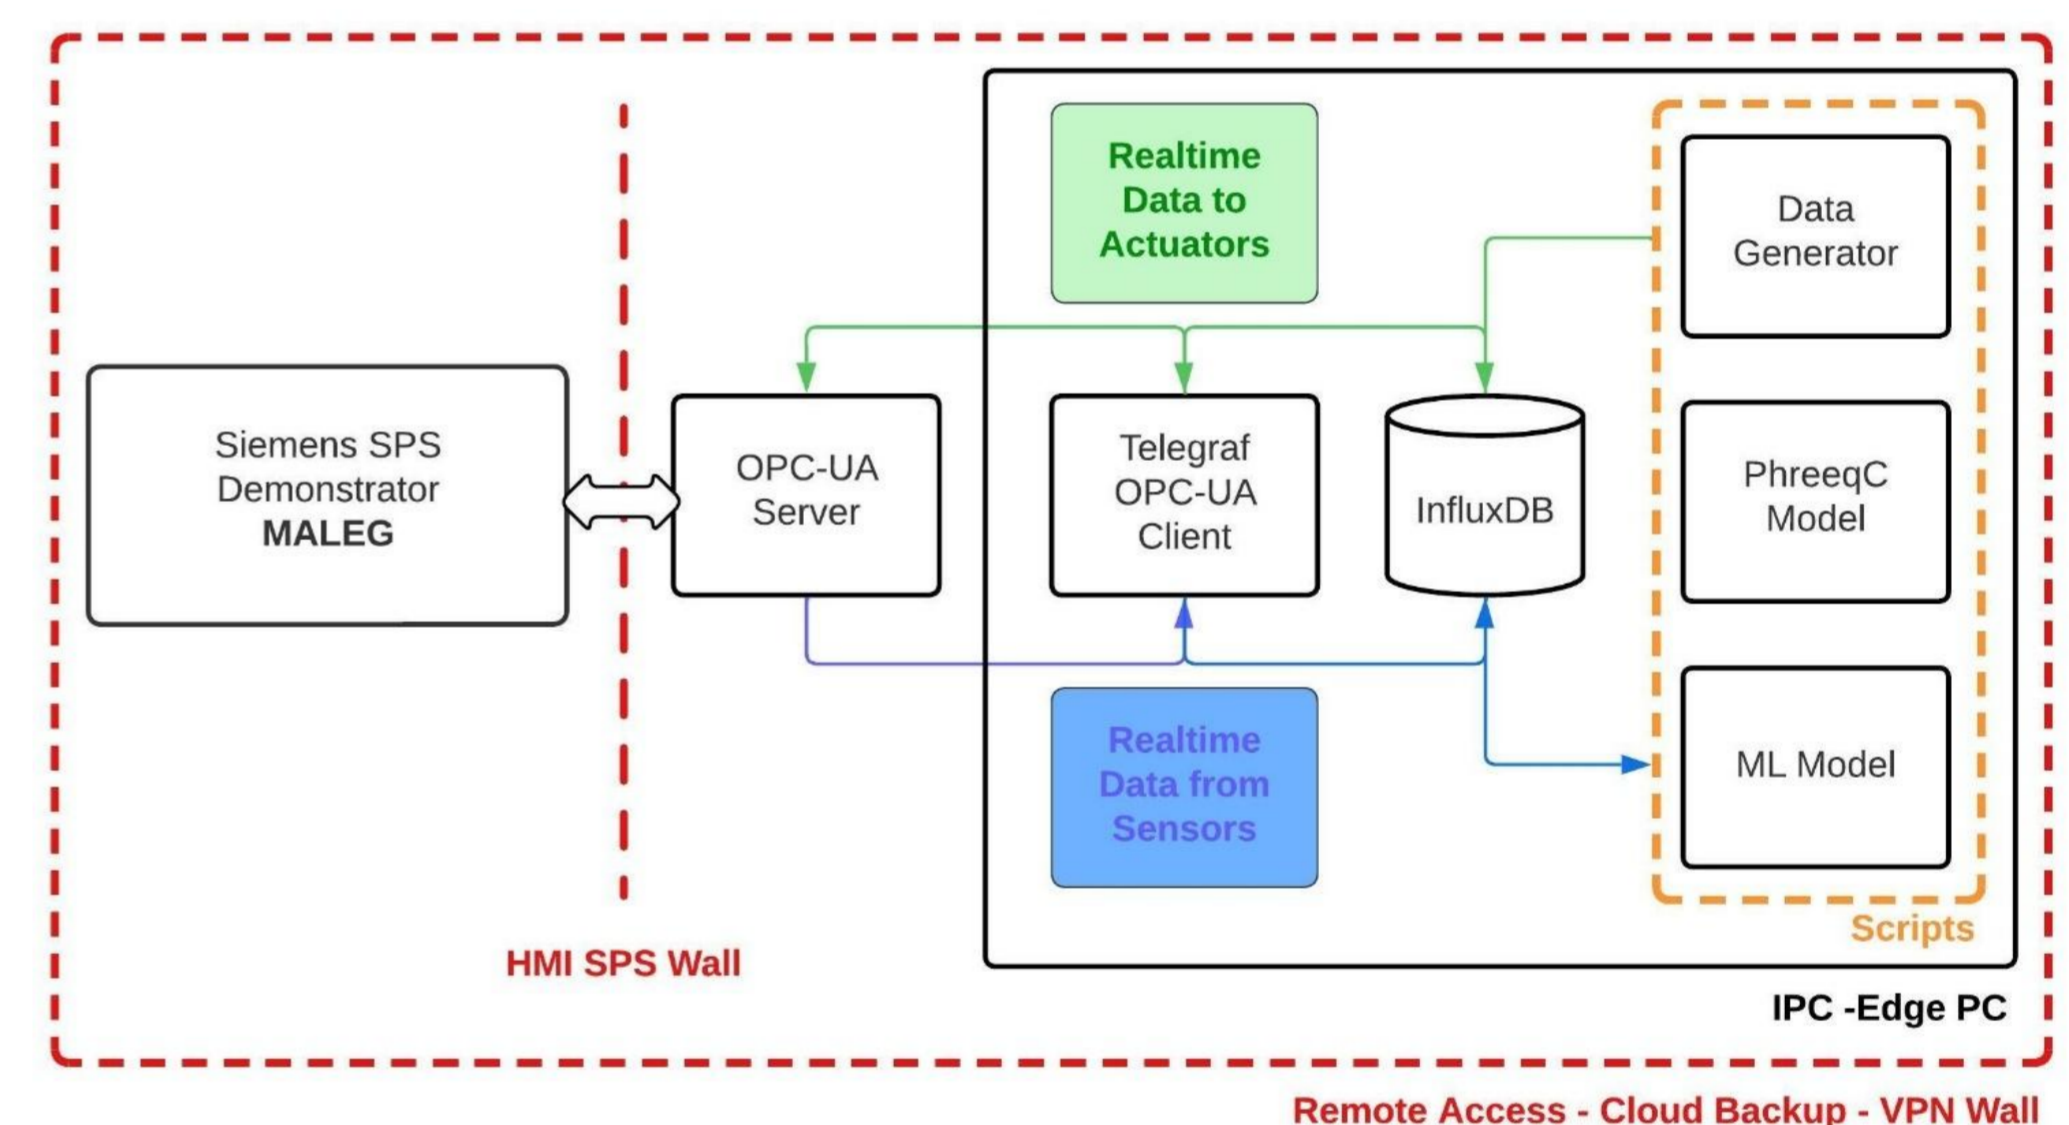 Realtime
Data to
Actuators
Data
Generator
Siemens SPS
Demonstrator
MALEG
OPC-UA
Server
Telegraf
OPC-UA
Client
InfluxDB
PhreeqC
Model
Realtime
Data from
Sensors
ML Model
Scripts
HMI SPS Wall
IPC -Edge PC
Remote Access - Cloud Backup - VPN Wall